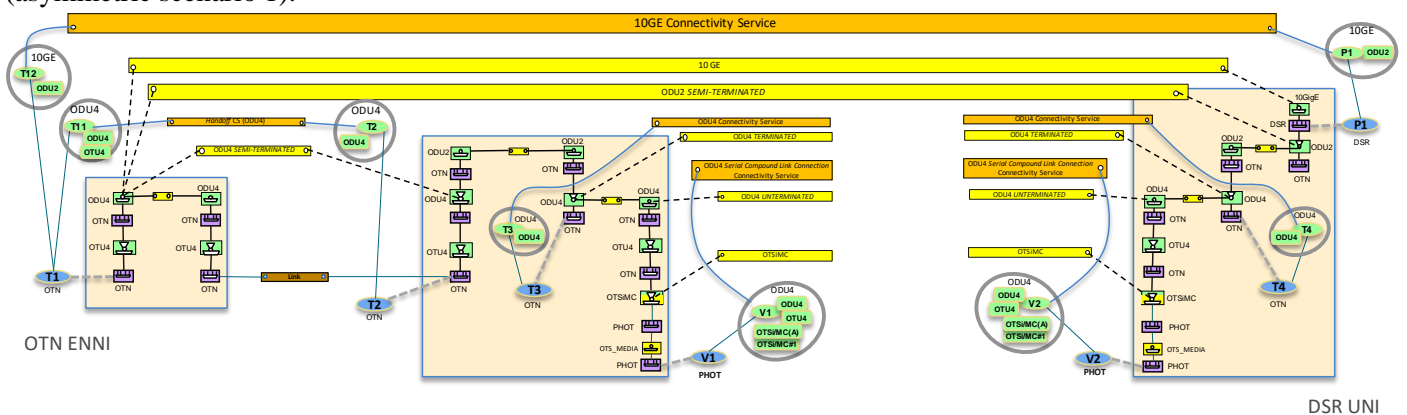 (asymmetric scenario 1).
10GE Connectivity Service
10GE
T12
ODU2
10GE
P1
ODU2
10 GE
ODU2 SEMI-TERMINATED
ODU4
T11
ODU4
OTU4
Handoff CS (ODU4)
ODU4
T2
ODU4
ODU4 SEMI-TERMINATED
ODU4
ODU4
OTN
OTN
OTU4
OTU4
T1
OTN
OTN
OTN
Link
T2
OTN
OTN ENNI
ODU2
ODU2
OTN
OTN
ODU4
ODU4
ODU4
OTN
OTN
OTN
OTU4
OTU4
OTN
OTN
T3
OTN
ODU4
T3
ODU4
OTSiMC
PHOT
OTS_MEDIA
PHOT
ODU4 Connectivity Service
ODU4 TERMINATED
ODU4 Serial Compound Link Connection
Connectivity Service
ODU4 UNTERMINATED
OTSiMC
ODU4
V1
ODU4
OTU4
OTSi/MC(A)
OTSi/MC#1
V1
PHOT
ODU4 Connectivity Service
ODU4 TERMINATED
ODU4 Serial Compound Link Connection
Connectivity Service
ODU4 UNTERMINATED
OTSiMC
ODU4
ODU4
V2
OTU4
OTSi/MC(A)
OTSi/MC#1
V2
PHOT
10GigE
DSR
P1
DSR
ODU2
ODU2
OTN
OTN
ODU4
ODU4
OTN
OTN
OTU4
OTN
OTSiMC
PHOT
OTS_MEDIA
PHOT
ODU4
ODU4
T4
T4
OTN
DSR UNI